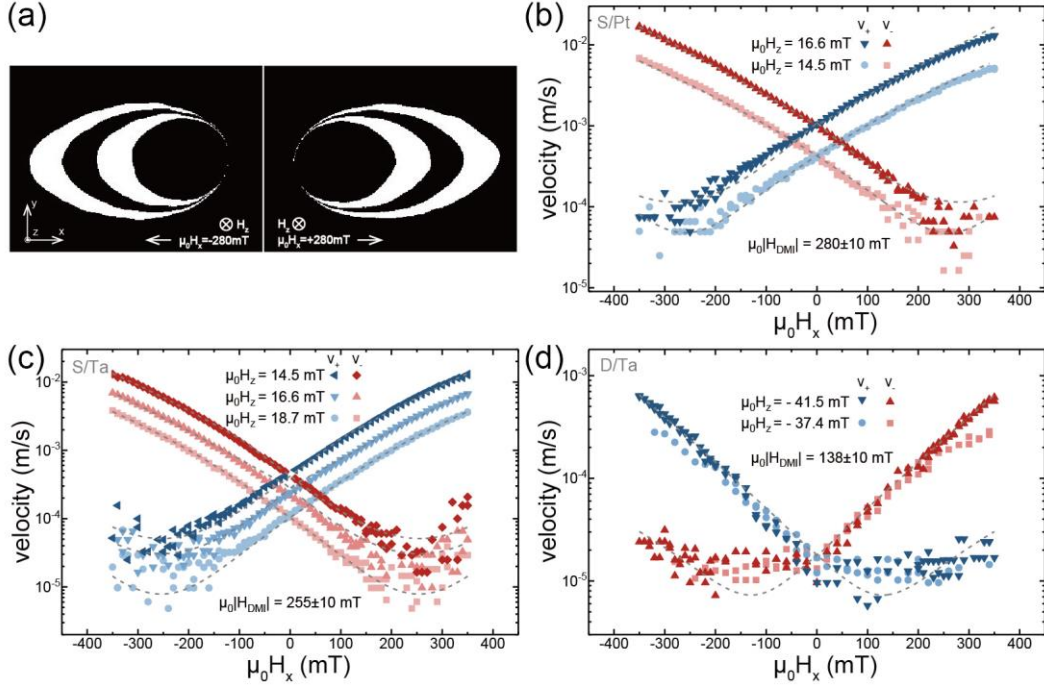 (a)
y
z
x
⊗ Hz
μ0Hx=-280mT
Hz ⊗
μ0Hx=+280mT
(b)
S/Pt
v+ v-
μ0Hz = 16.6 mT
μ0Hz = 14.5 mT
μ0|HDMI| = 280±10 mT
velocity (m/s)
10-2
10-3
10-4
10-5
-400 -300 -200 -100 0 100 200 300 400
μ0Hx (mT)
(c)
S/Ta
v+ v-
μ0Hz = 14.5 mT
μ0Hz = 16.6 mT
μ0Hz = 18.7 mT
μ0|HDMI| = 255±10 mT
velocity (m/s)
10-2
10-3
10-4
10-5
-400 -300 -200 -100 0 100 200 300 400
μ0Hx (mT)
(d)
D/Ta
v+ v-
μ0Hz = - 41.5 mT
μ0Hz = - 37.4 mT
μ0|HDMI| = 138±10 mT
velocity (m/s)
10-3
10-4
10-5
-400 -300 -200 -100 0 100 200 300 400
μ0Hx (mT)